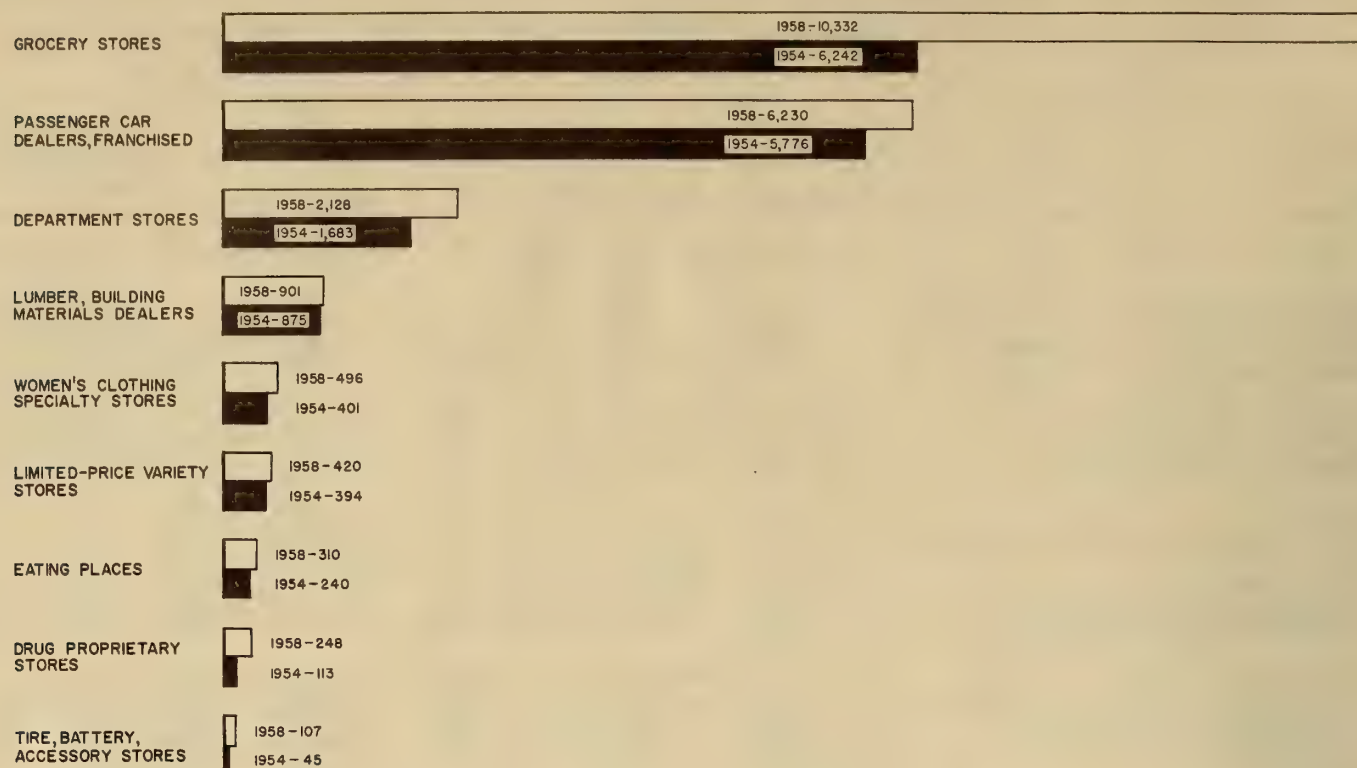 GROCERY STORES
1958-10,332
1954-6,242
PASSENGER CAR
DEALERS, FRANCHISED
1958-6,230
1954-5,776
DEPARTMENT STORES
1958-2,128
1954-1,683
LUMBER, BUILDING
MATERIALS DEALERS
1958-901
1954-875
WOMEN'S CLOTHING
SPECIALTY STORES
1958-496
1954-401
LIMITED-PRICE VARIETY
STORES
1958-420
1954-394
EATING PLACES
1958-310
1954-240
DRUG PROPRIETARY
STORES
1958-248
1954-113
TIRE, BATTERY,
ACCESSORY STORES
1958-107
1954-45